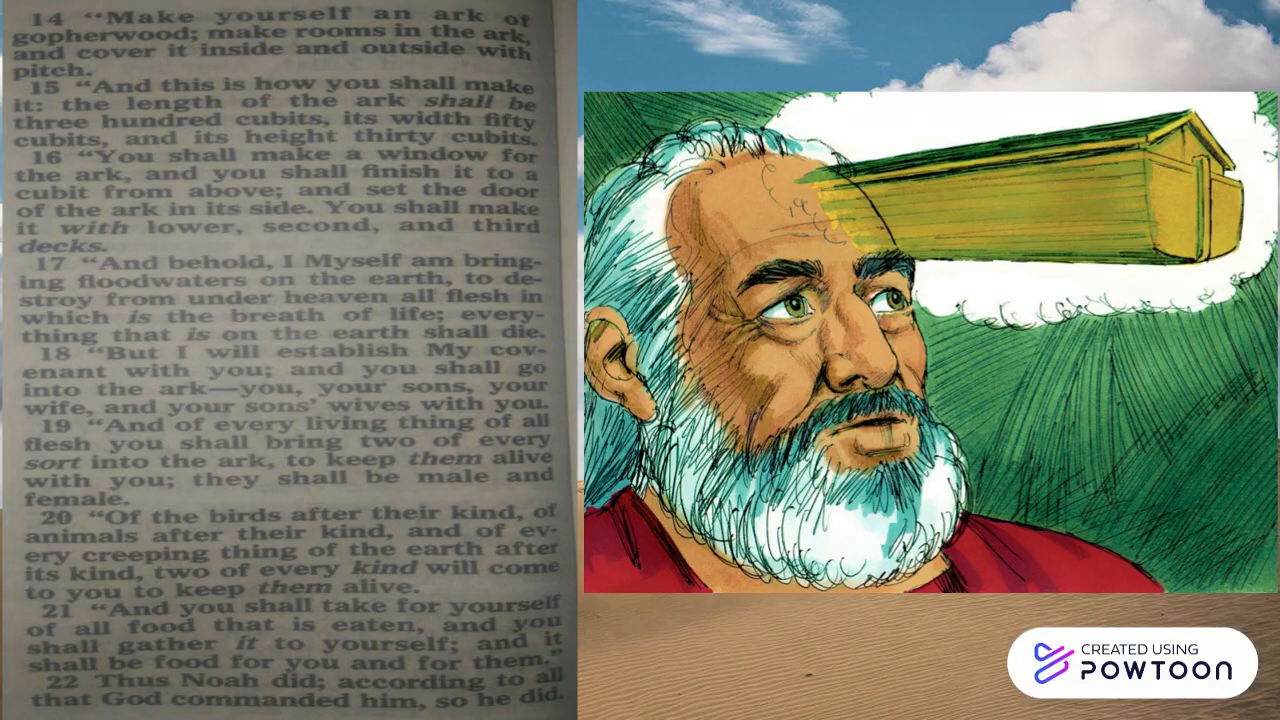 14 “Make yourself an ark of
gopherwood; make rooms in the ark,
and cover it inside and outside with
pitch.
15 “And this is how you shall make
it: the length of the ark shall be
three hundred cubits, its width fifty
cubits, and its height thirty cubits.
16 “You shall make a window for
the ark, and you shall finish it to a
cubit from above; and set the door
of the ark in its side. You shall make
it with lower, second, and third
decks.
17 “And behold, I Myself am bring-
ing floodwaters on the earth, to de-
stroy from under heaven all flesh in
which is the breath of life; every-
thing that is on the earth shall die.
18 “But I will establish My cov-
enant with you; and you shall go
into the ark—you, your sons, your
wife, and your sons’ wives with you.
19 “And of every living thing of all
flesh you shall bring two of every
sort into the ark, to keep them alive
with you; they shall be male and
female.
20 “Of the birds after their kind, of
animals after their kind, and of ev-
ery creeping thing of the earth after
its kind, two of every kind will come
to you to keep them alive.
21 “And you shall take for yourself
of all food that is eaten, and you
shall gather it to yourself; and it
shall be food for you and for them.”
22 Thus Noah did; according to all
that God commanded him, so he did.
CREATED USING
POWTOON